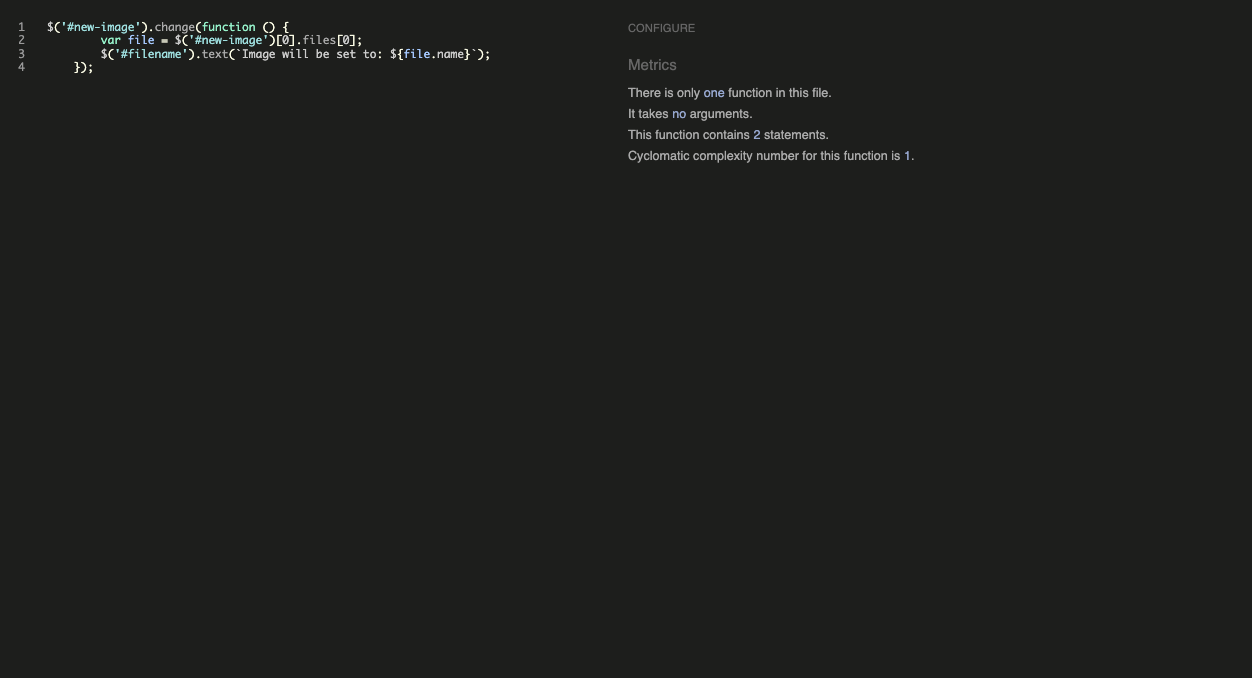 1 $('#new-image').change(function () {
2 var file = $('#new-image')[0].files[0];
3 $('#filename').text(`Image will be set to: ${file.name}`);
4 });
CONFIGURE
Metrics
There is only one function in this file.
It takes no arguments.
This function contains 2 statements.
Cyclomatic complexity number for this function is 1.